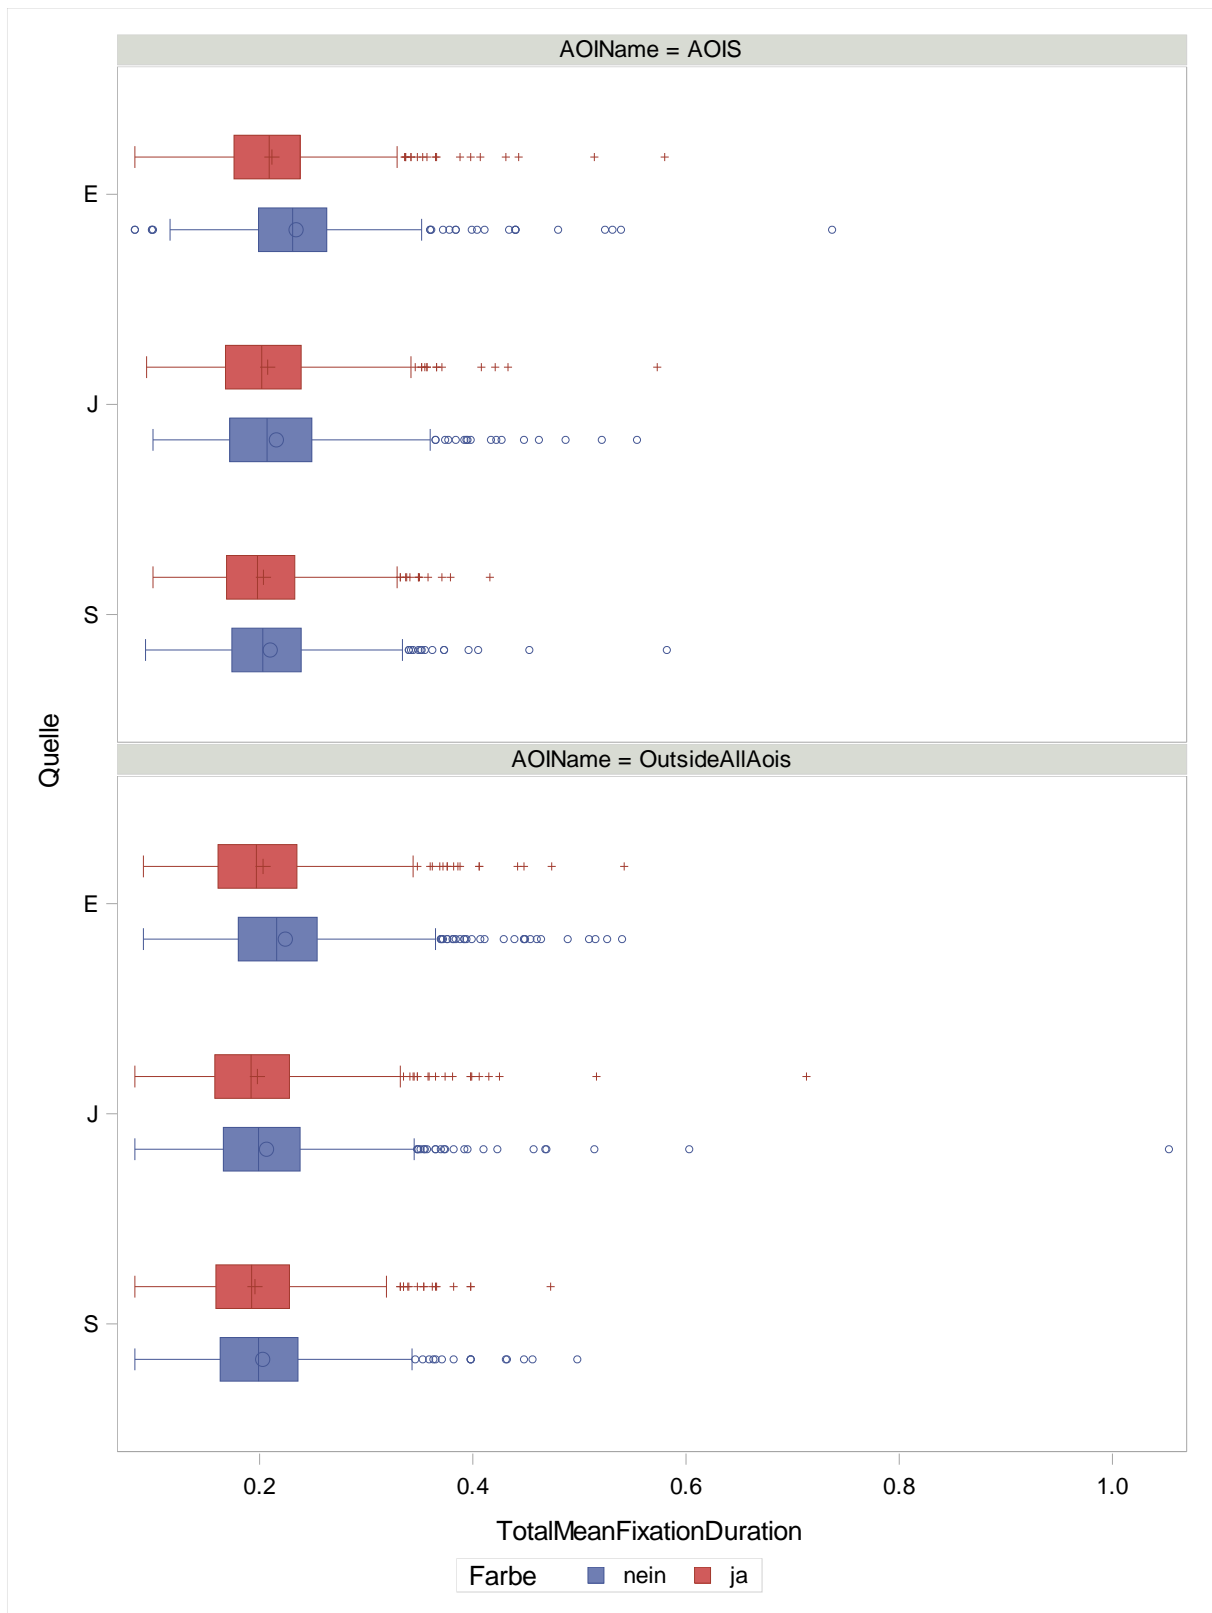 AOIName = AOIS
E
J
S
Quelle
AOIName = OutsideAllAois
E
J
S
0.2 0.4 0.6 0.8 1.0
TotalMeanFixationDuration
Farbe nein ja